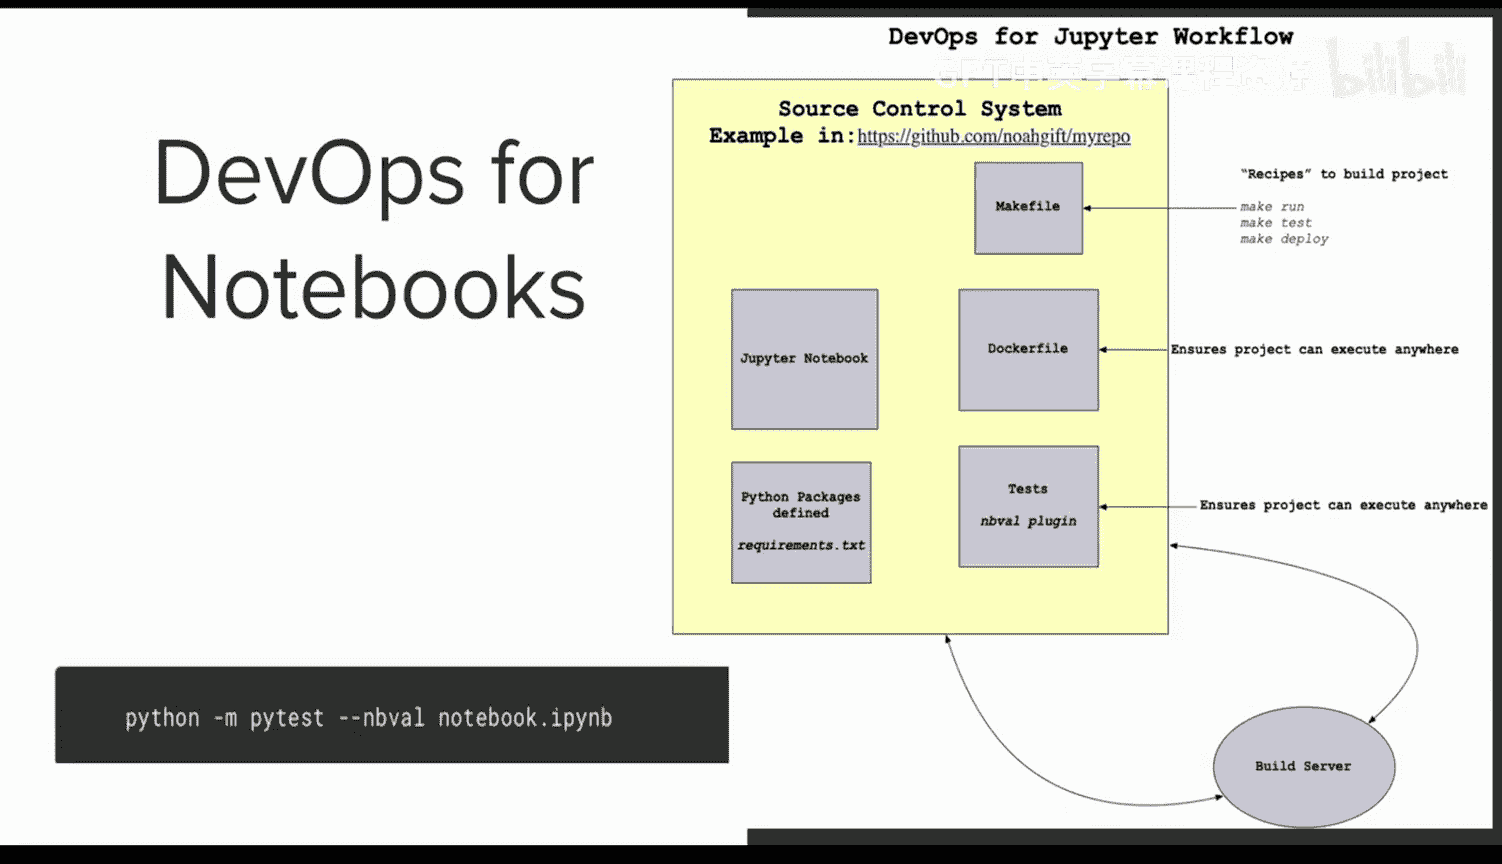 DevOps for
Notebooks
python -m pytest --nbval notebook.ipynb
DevOps for Jupyter Workflow
bilibili
Source Control System
Example in:https://github.com/noahgift/myrepo
Makefile
"Recipes" to build project
make run
make test
make deploy
Jupyter Notebook
Dockerfile
Ensures project can execute anywhere
Python Packages
defined
requirements.txt
Tests
nbval plugin
Ensures project can execute anywhere
Build Server